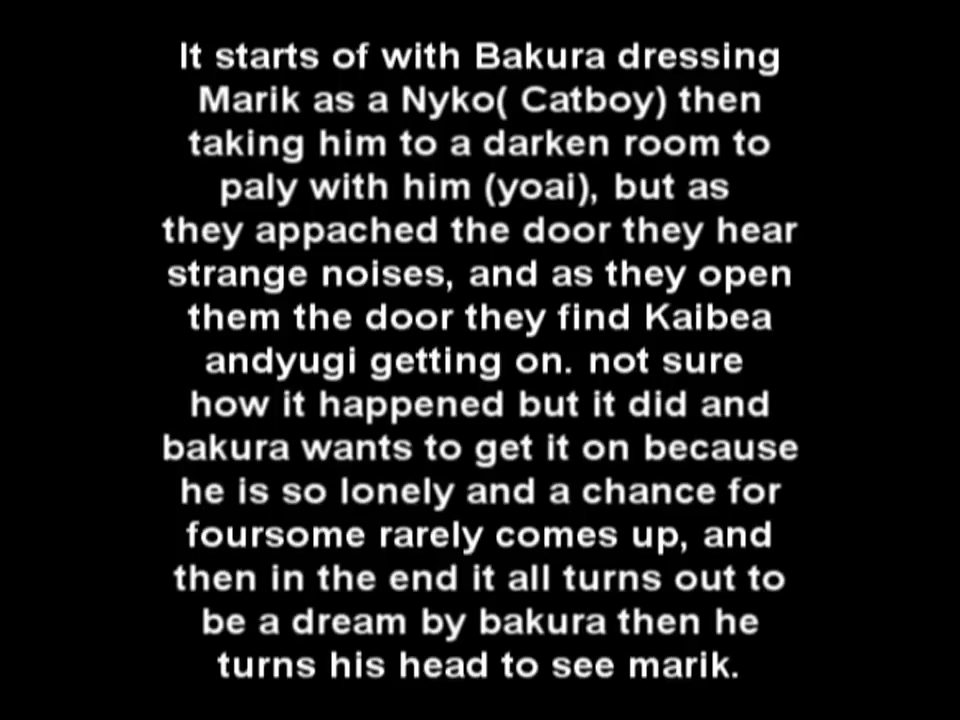 It starts of with Bakura dressing
Marik as a Nyko( Catboy) then
taking him to a darken room to
paly with him (yoai), but as
they appached the door they hear
strange noises, and as they open
them the door they find Kaibea
andyugi getting on. not sure
how it happened but it did and
bakura wants to get it on because
he is so lonely and a chance for
foursome rarely comes up, and
then in the end it all turns out to
be a dream by bakura then he
turns his head to see marik.